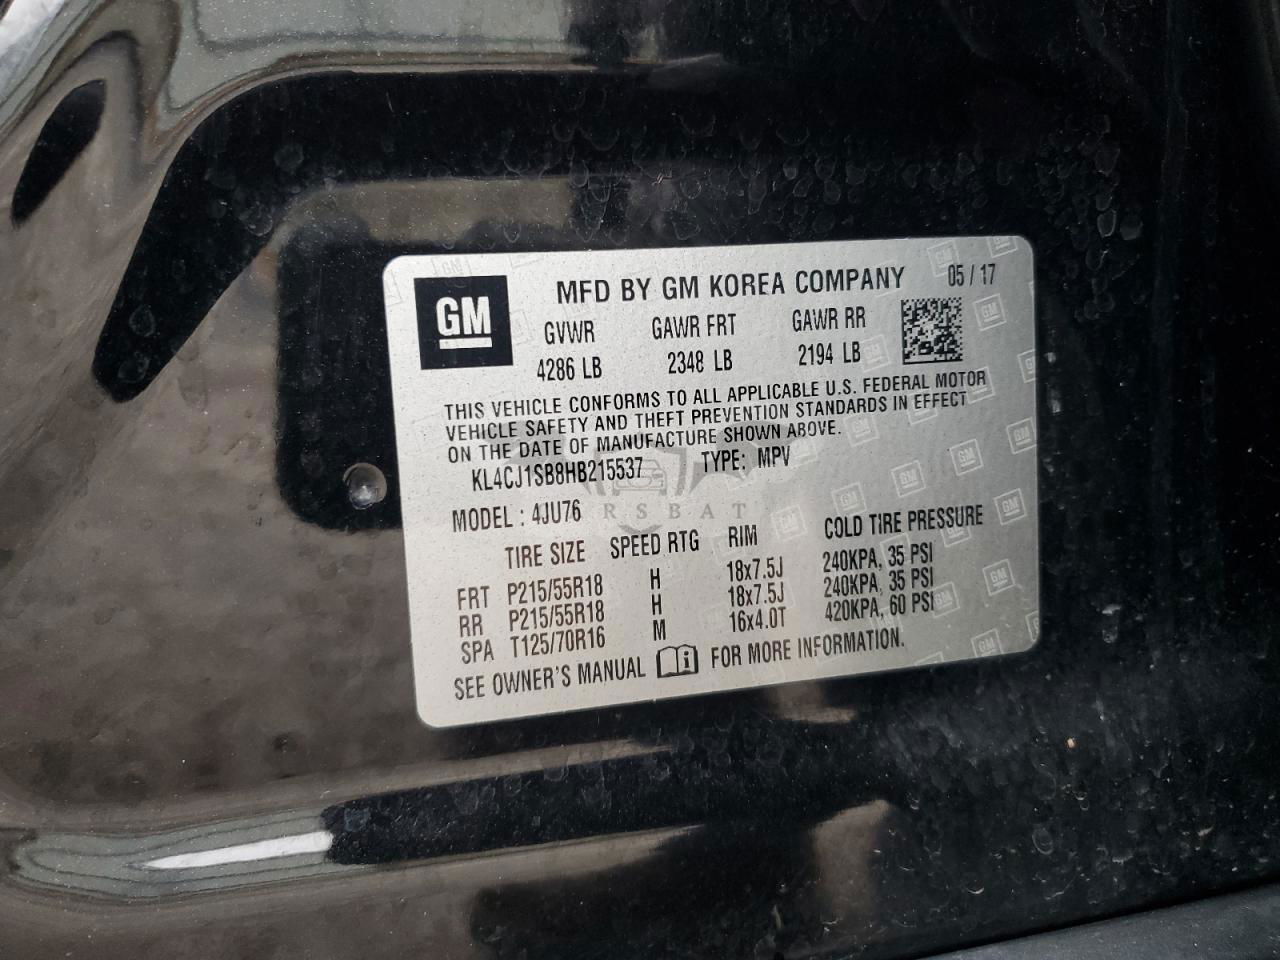 GM
MFD BY GM KOREA COMPANY 05 / 17
GVWR GAWR FRT GAWR RR
4286 LB 2348 LB 2194 LB
THIS VEHICLE CONFORMS TO ALL APPLICABLE U.S. FEDERAL MOTOR
VEHICLE SAFETY AND THEFT PREVENTION STANDARDS IN EFFECT
ON THE DATE OF MANUFACTURE SHOWN ABOVE.
KL4CJ1SB8HB215537 TYPE: MPV
RSBAT
MODEL : 4JU76
TIRE SIZE SPEED RTG RIM COLD TIRE PRESSURE
FRT P215/55R18 H 18x7.5J 240KPA, 35 PSI
RR P215/55R18 H 18x7.5J 240KPA, 35 PSI
SPA T125/70R16 M 16x4.0T 420KPA, 60 PSI
SEE OWNER'S MANUAL FOR MORE INFORMATION.